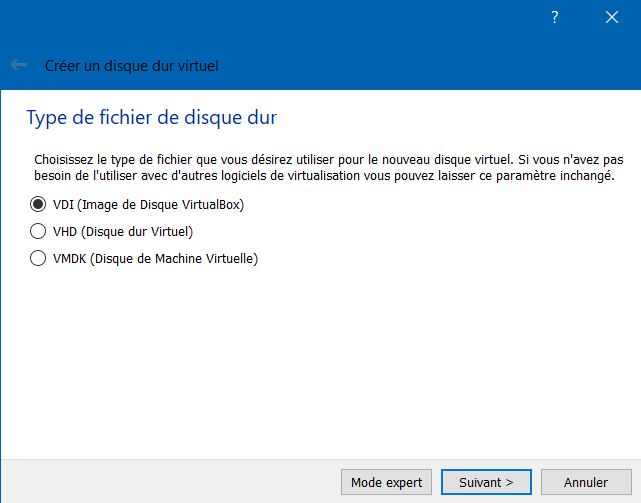 ?
Créer un disque dur virtuel
Type de fichier de disque dur
Choisissez le type de fichier que vous désirez utiliser pour le nouveau disque virtuel. Si vous n'avez pas
besoin de l'utiliser avec d'autres logiciels de virtualisation vous pouvez laisser ce paramètre inchangé.
VDI (Image de Disque VirtualBox)
VHD (Disque dur Virtuel)
VMDK (Disque de Machine Virtuelle)
Mode expert Suivant > Annuler